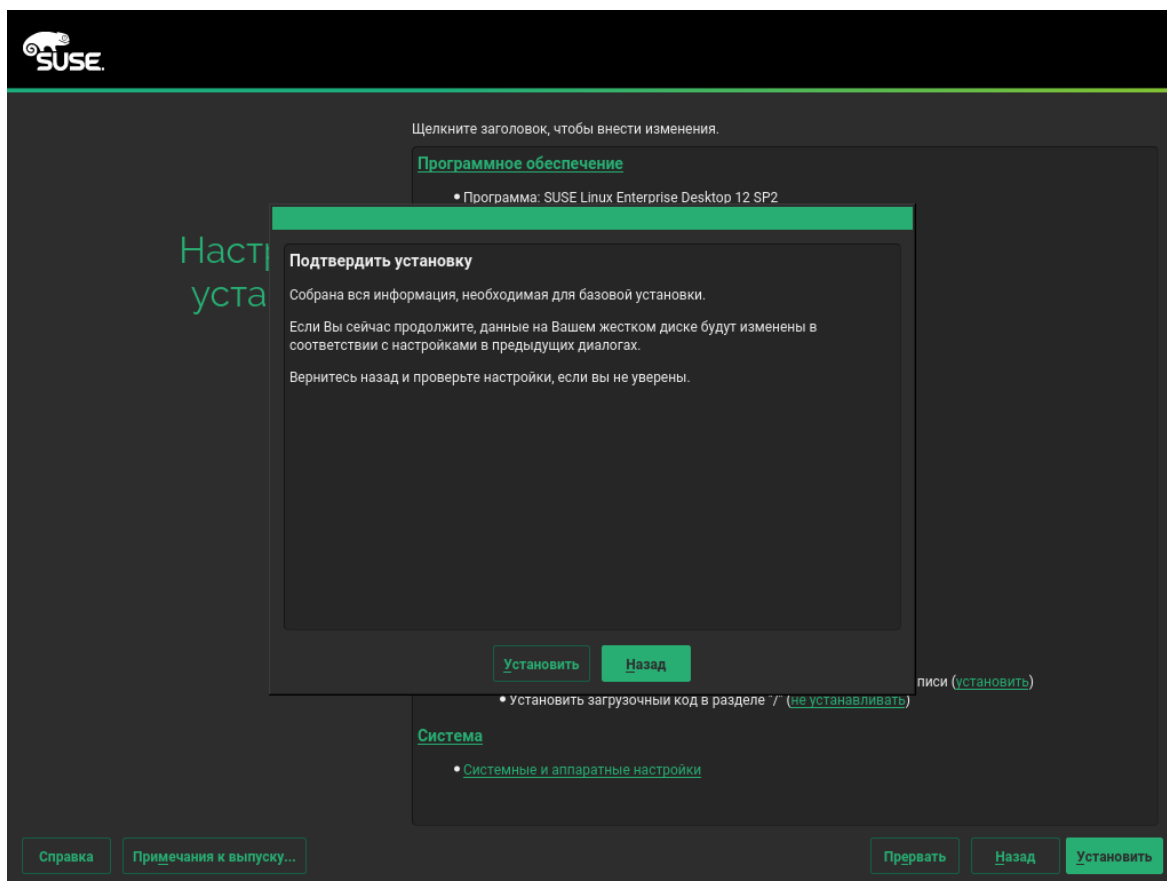 SUSE.
Щелкните заголовок, чтобы внести изменения.
Программное обеспечение
• Программа: SUSE Linux Enterprise Desktop 12 SP2
Подтвердить установку
Собрана вся информация, необходимая для базовой установки.
Если Вы сейчас продолжите, данные на Вашем жестком диске будут изменены в
соответствии с настройками в предыдущих диалогах.
Вернитесь назад и проверьте настройки, если вы не уверены.
Установить Назад
(установить)
• Установить загрузочный код в разделе "/" (не устанавливать)
Система
• Системные и аппаратные настройки
Справка Примечания к выпуску... Прервать Назад Установить